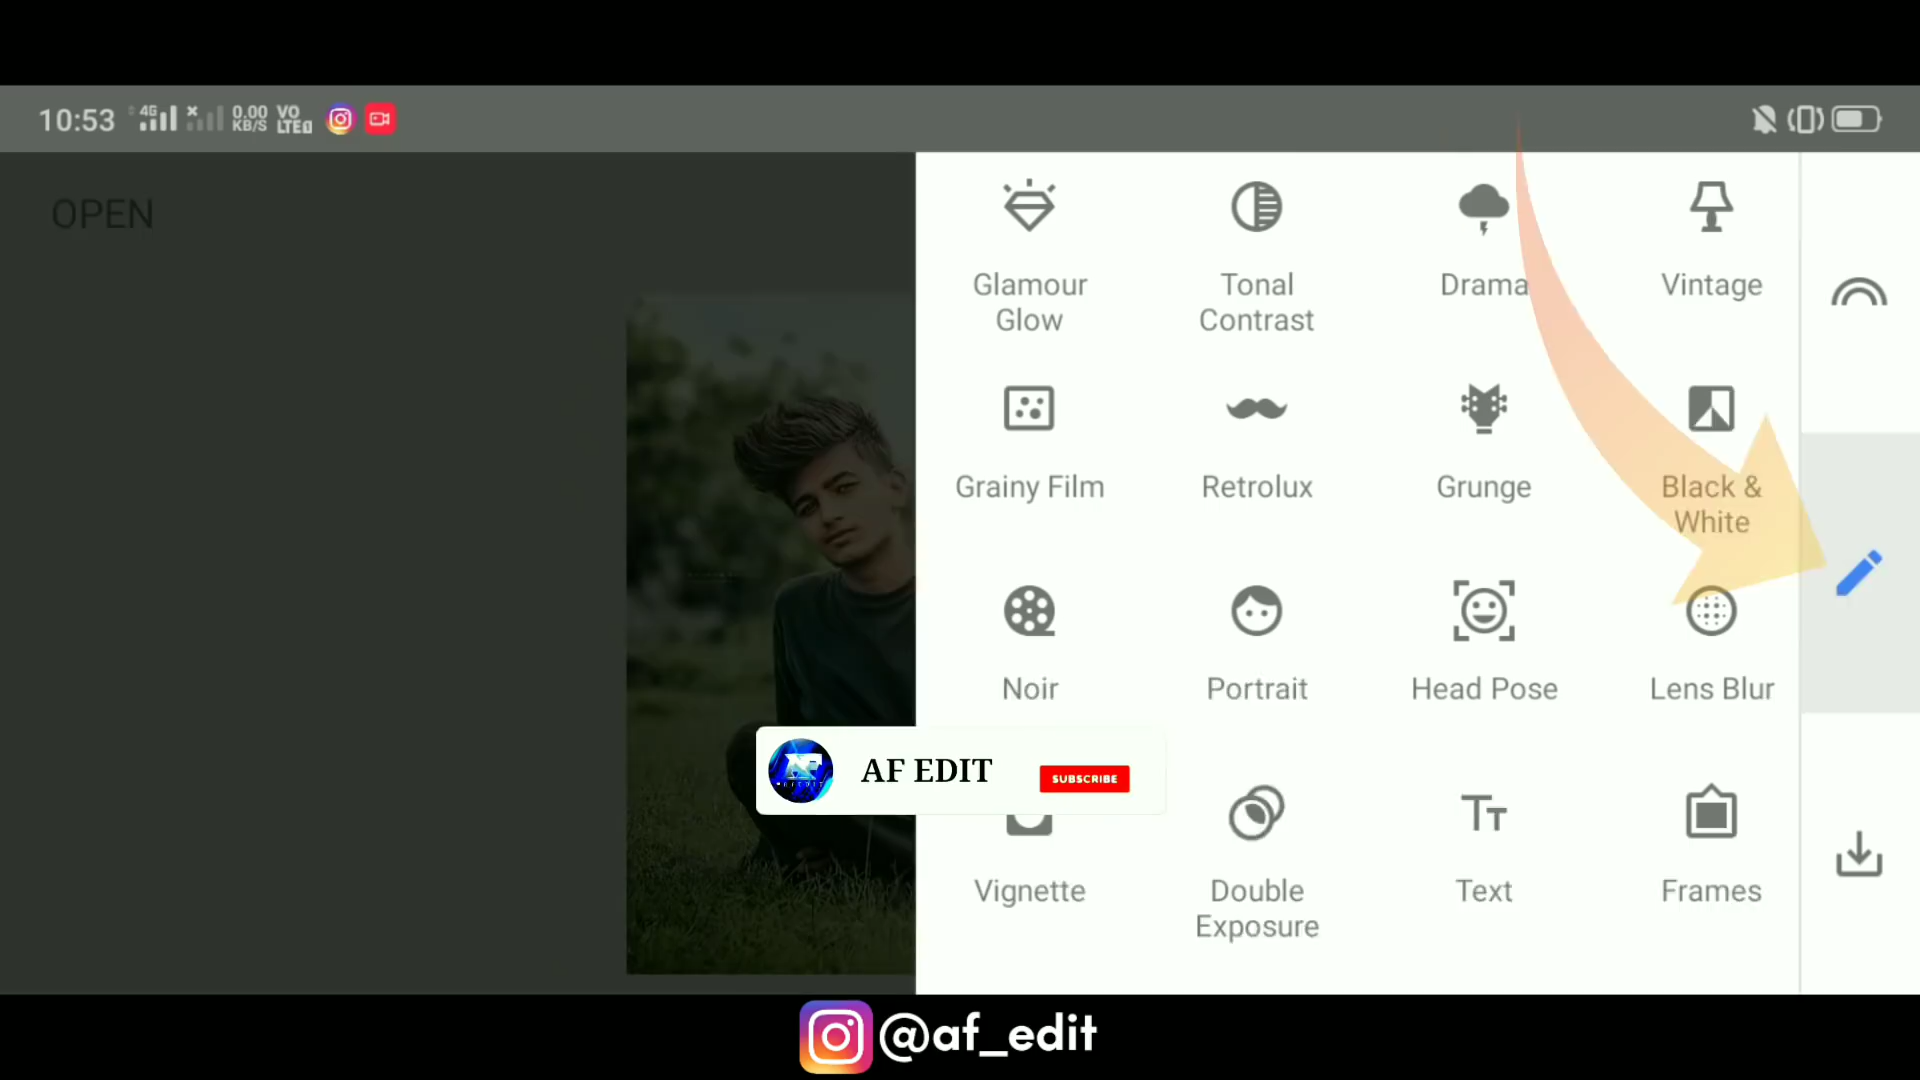 10:53 4G 0.00 KB/S VO LTE
OPEN
Glamour Glow
Tonal Contrast
Drama
Vintage
Grainy Film
Retrolux
Grunge
Black & White
Noir
Portrait
Head Pose
Lens Blur
AF EDIT SUBSCRIBE
Vignette
Double Exposure
Text
Frames
@af_edit